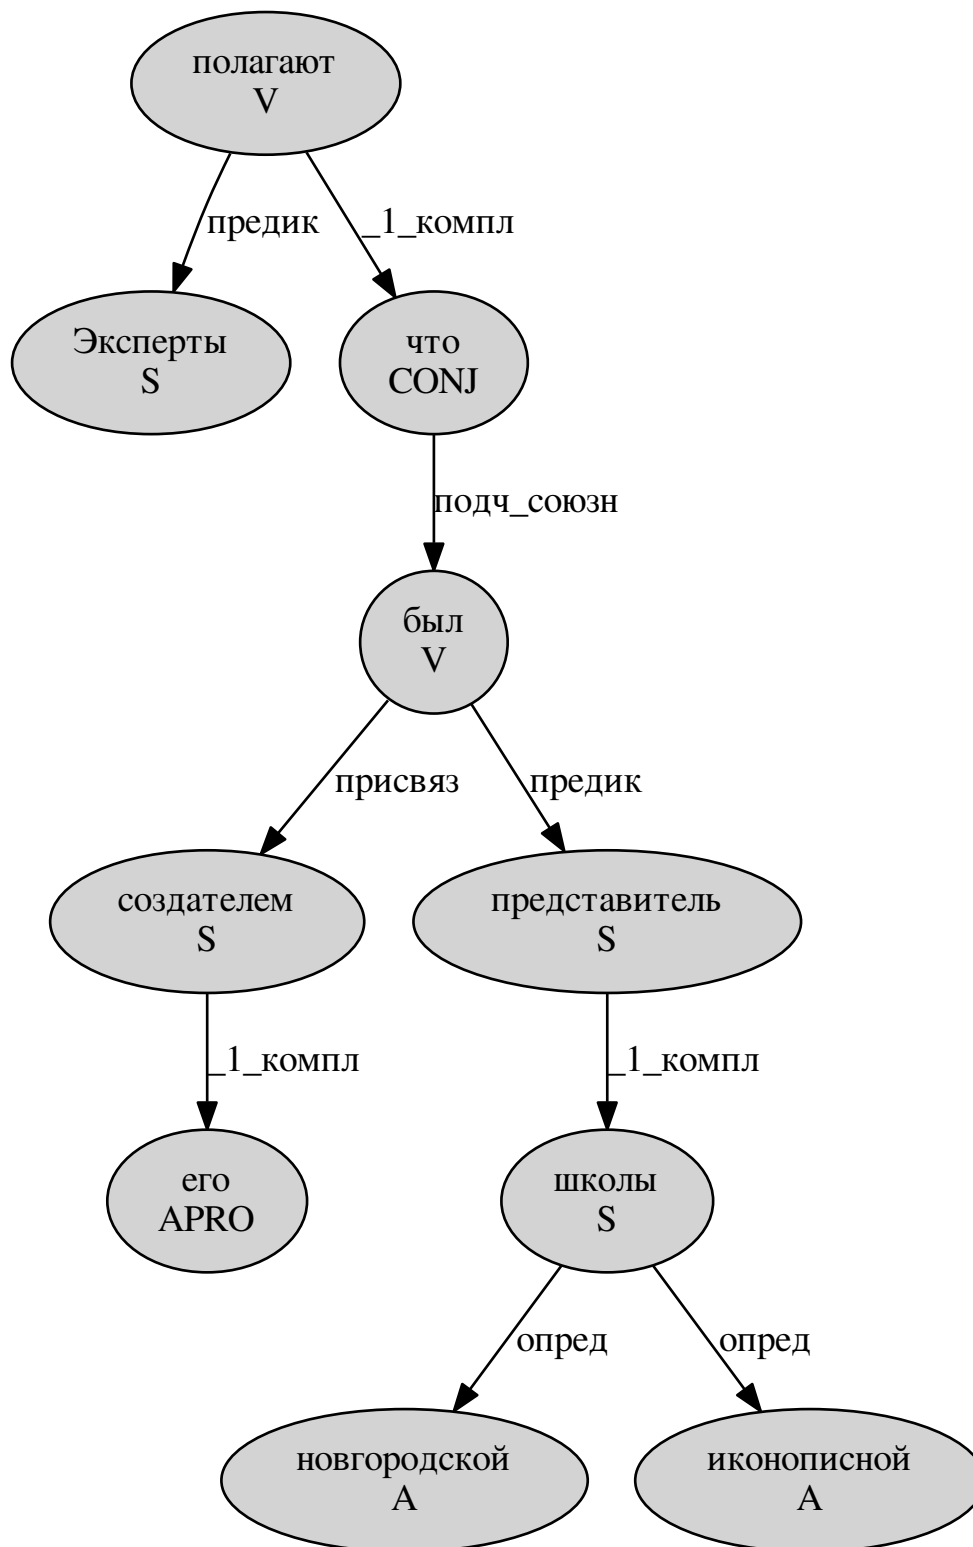 полагают
V
предик
_1_компл
Эксперты
S
что
CONJ
подч_союзн
был
V
присвяз
предик
создателем
S
представитель
S
_1_компл
_1_компл
его
APRO
школы
S
опред
опред
новгородской
A
иконописной
A